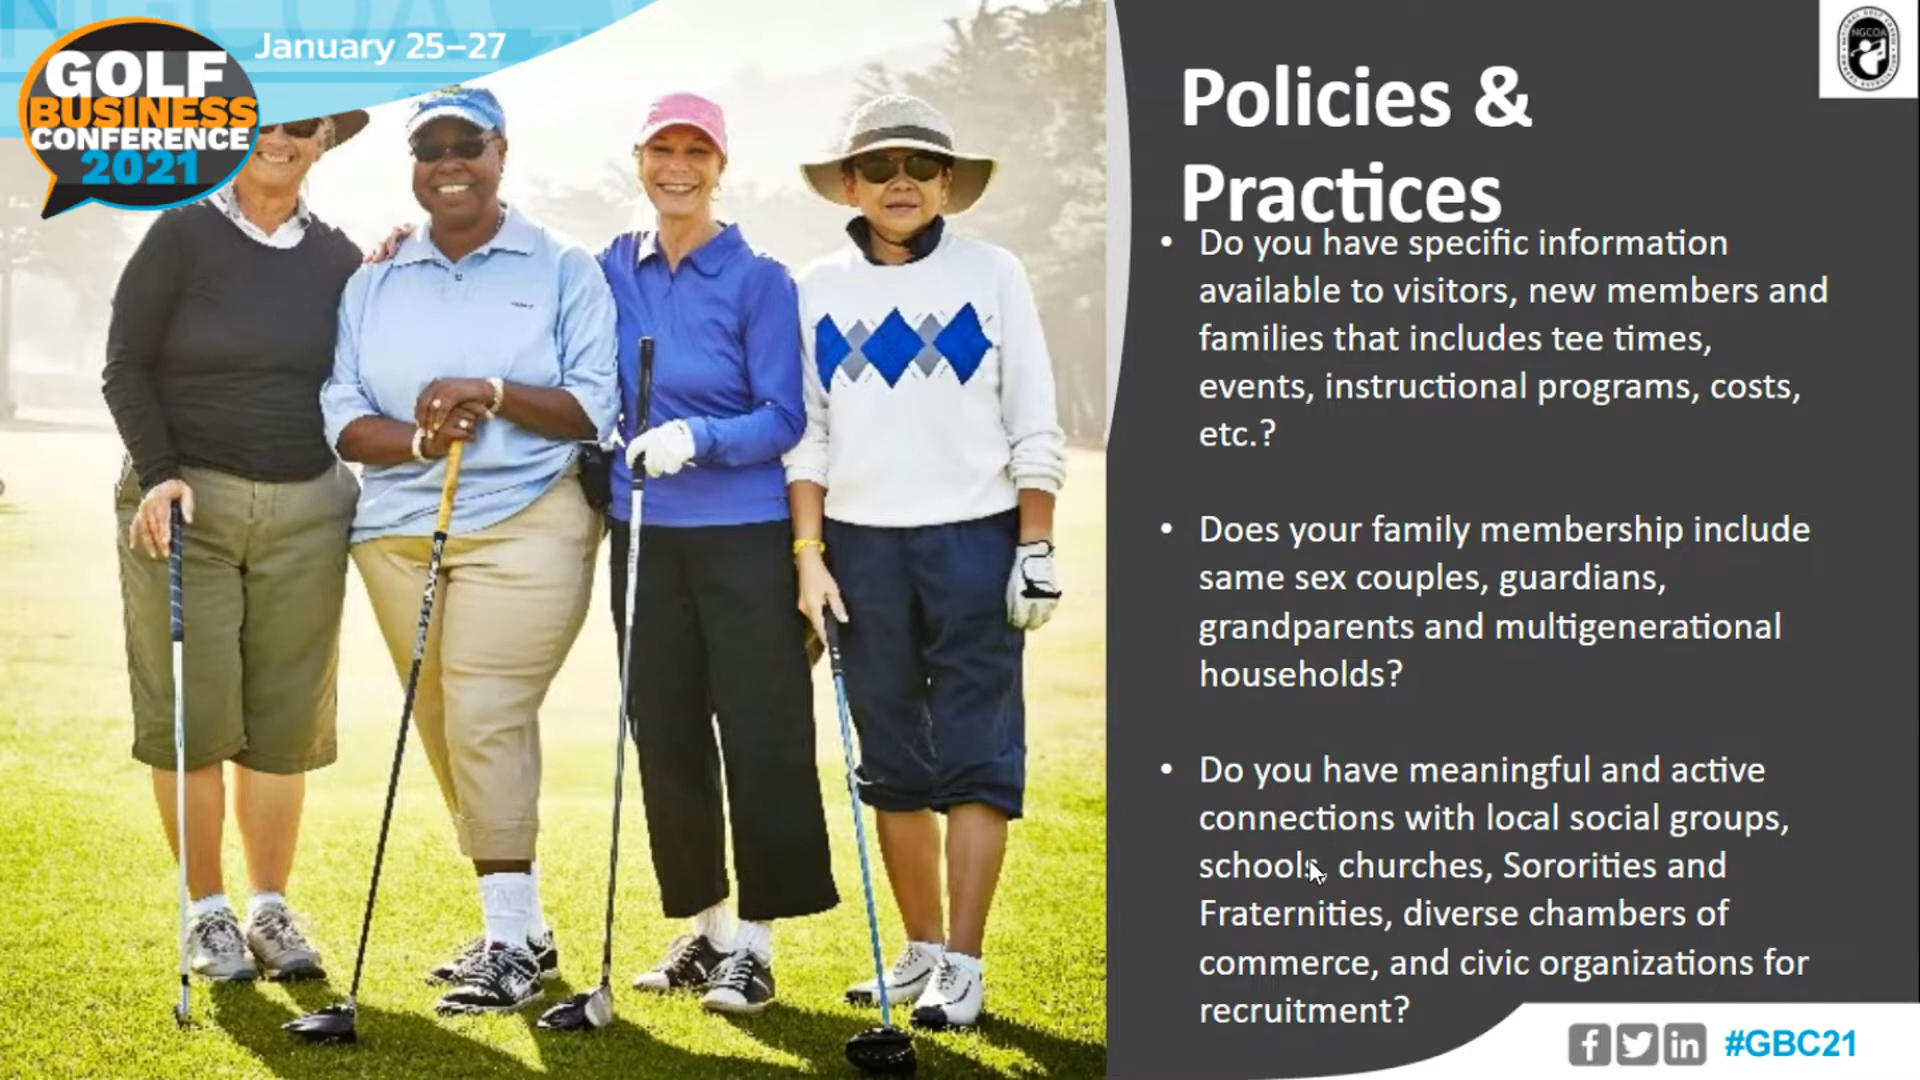 NGCOA
January 25–27
GOLF
BUSINESS
CONFERENCE
2021
NGCOA
Policies &
Practices
• Do you have specific information
available to visitors, new members and
families that includes tee times,
events, instructional programs, costs,
etc.?
• Does your family membership include
same sex couples, guardians,
grandparents and multigenerational
households?
• Do you have meaningful and active
connections with local social groups,
schools, churches, Sororities and
Fraternities, diverse chambers of
commerce, and civic organizations for
recruitment?
#GBC21